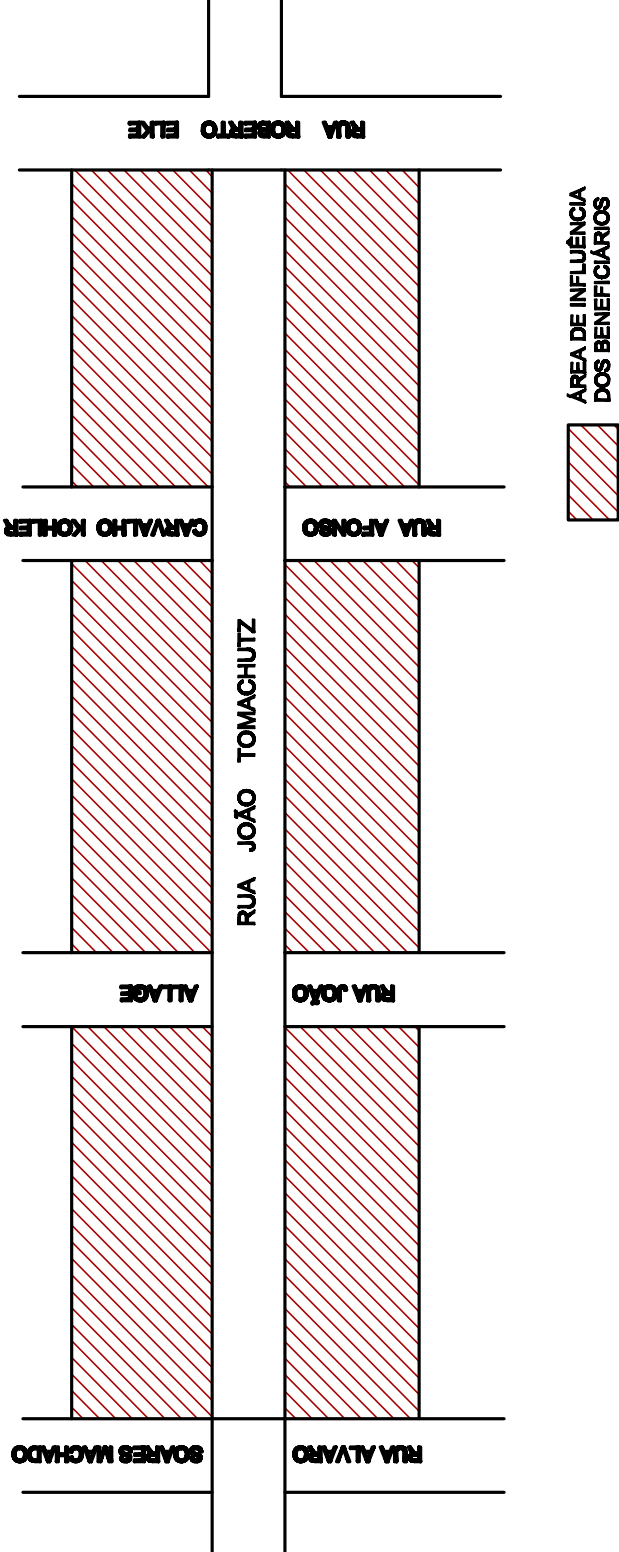 RUA ROBERTO ELKE
RUA AFONSO CARVALHO KOHLER
RUA JOÃO TOMACHUTZ
RUA JOÃO ALLAGE
RUA ALVARO SOARES MACHADO
ÁREA DE INFLUÊNCIA
DOS BENEFICIÁRIOS